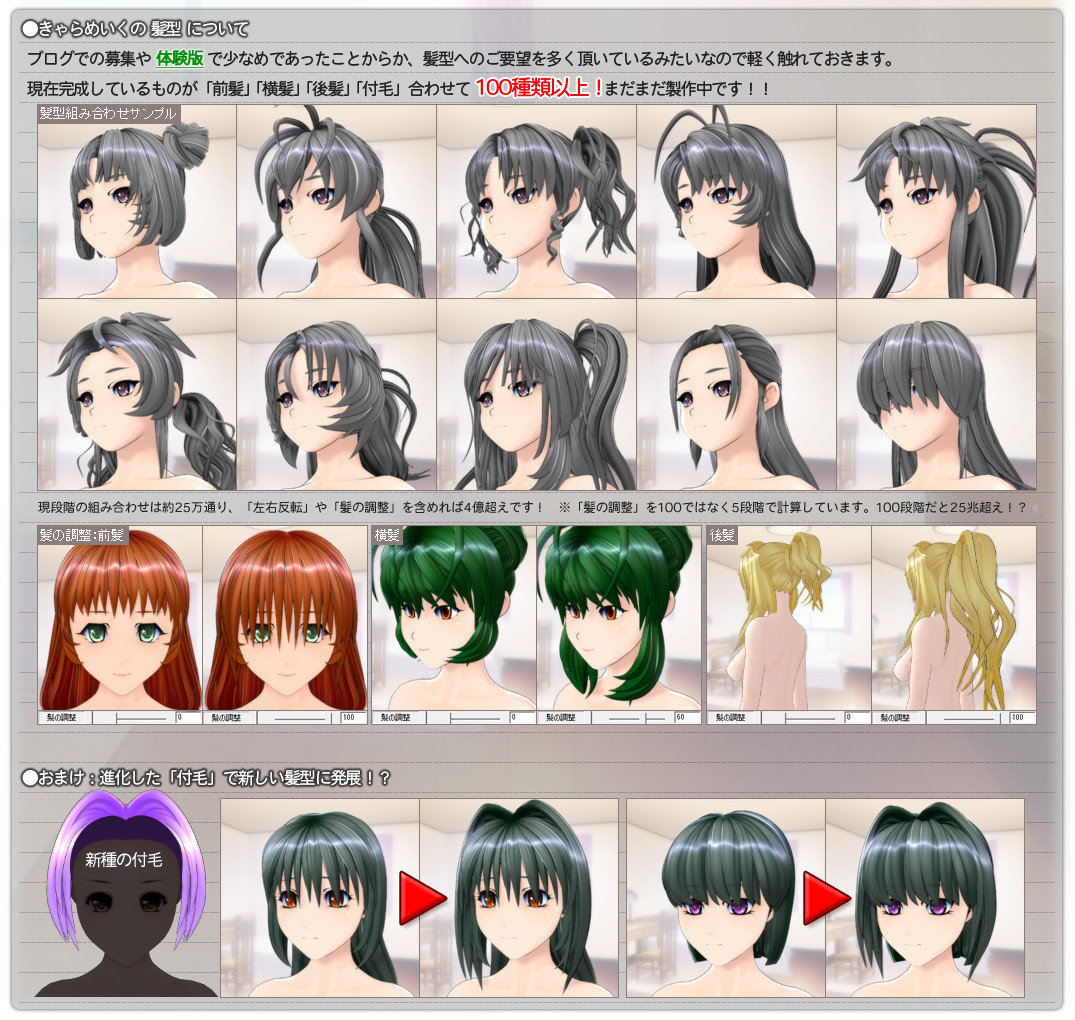 ●きゃらめいくの 髪型 について
ブログでの募集や 体験版 で少なめであったことからか、髪型へのご要望を多く頂いているみたいなので軽く触れておきます。
現在完成しているものが「前髪」「横髪」「後髪」「付毛」合わせて 100種類以上！まだまだ製作中です！！
髪型組み合わせサンプル
現段階の組み合わせは約25万通り、「左右反転」や「髪の調整」を含めれば4億超えです！　※「髪の調整」を100ではなく5段階で計算しています。100段階だと25兆超え！？
髪の調整:前髪
横髪
後髪
髪の調整 0
髪の調整 100
髪の調整 0
髪の調整 60
髪の調整 0
髪の調整 100
●おまけ：進化した「付毛」で新しい髪型に発展！？
新種の付毛